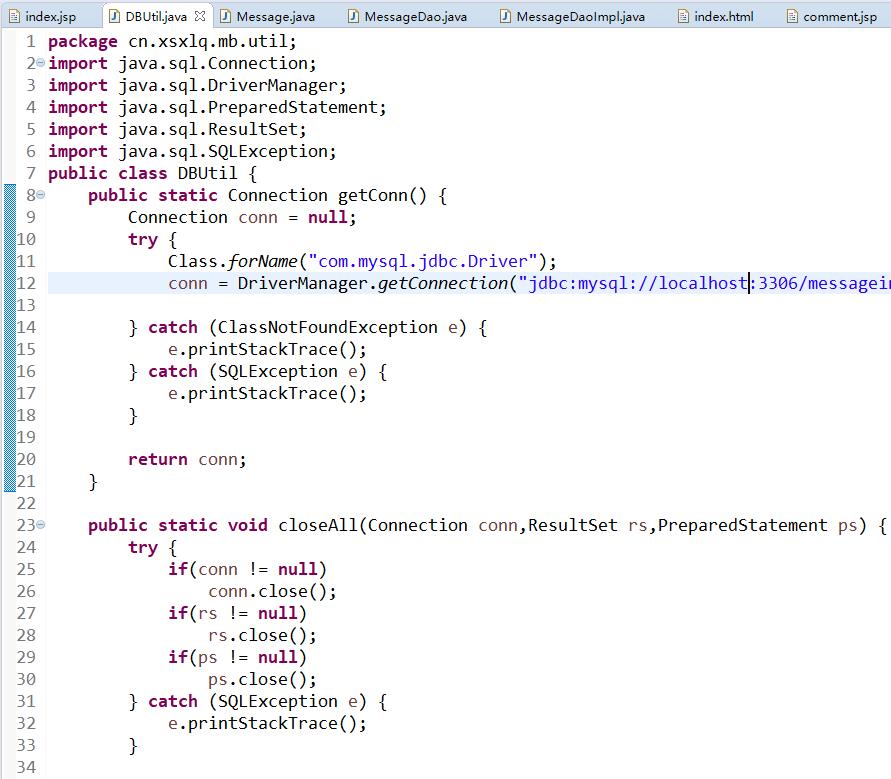 index.jsp DBUtil.java Message.java MessageDao.java MessageDaoImpl.java index.html comment.jsp
1 package cn.xsxlq.mb.util;
2 import java.sql.Connection;
3 import java.sql.DriverManager;
4 import java.sql.PreparedStatement;
5 import java.sql.ResultSet;
6 import java.sql.SQLException;
7 public class DBUtil {
8     public static Connection getConn() {
9         Connection conn = null;
10         try {
11             Class.forName("com.mysql.jdbc.Driver");
12             conn = DriverManager.getConnection("jdbc:mysql://localhost:3306/messagein
13
14         } catch (ClassNotFoundException e) {
15             e.printStackTrace();
16         } catch (SQLException e) {
17             e.printStackTrace();
18         }
19
20         return conn;
21     }
22
23     public static void closeAll(Connection conn,ResultSet rs,PreparedStatement ps) {
24         try {
25             if(conn != null)
26                 conn.close();
27             if(rs != null)
28                 rs.close();
29             if(ps != null)
30                 ps.close();
31         } catch (SQLException e) {
32             e.printStackTrace();
33         }
34